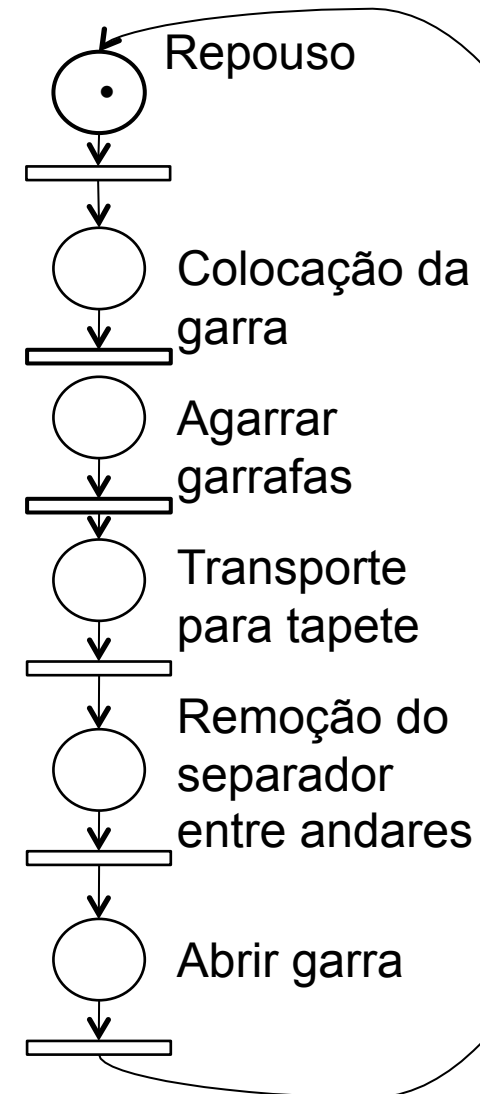 Repouso
Colocação da
garra
Agarrar
garrafas
Transporte
para tapete
Remoção do
separador
entre andares
Abrir garra